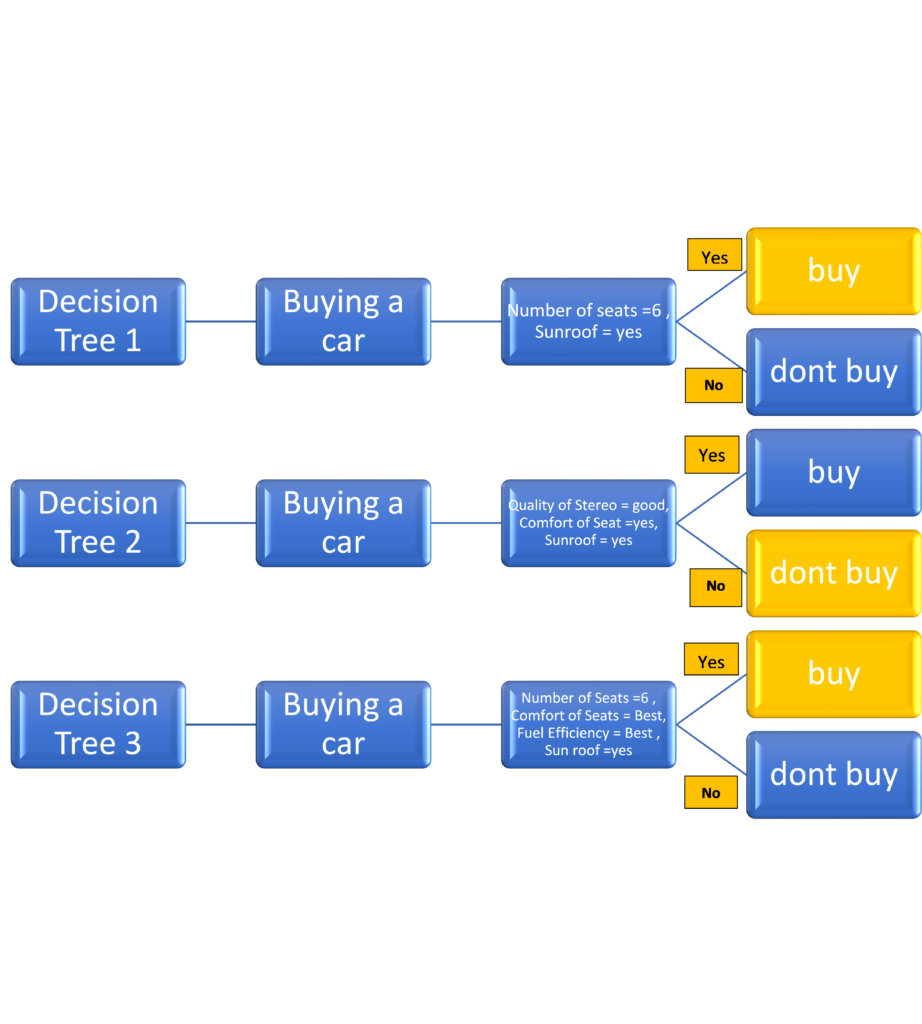 Decision
Tree 1
Buying a
car
Number of seats =6 ,
Sunroof = yes
Yes
buy
No
dont buy
Decision
Tree 2
Buying a
car
Quality of Stereo = good,
Comfort of Seat =yes,
Sunroof = yes
Yes
buy
No
dont buy
Decision
Tree 3
Buying a
car
Number of Seats =6 ,
Comfort of Seats = Best,
Fuel Efficiency = Best ,
Sun roof =yes
Yes
buy
No
dont buy